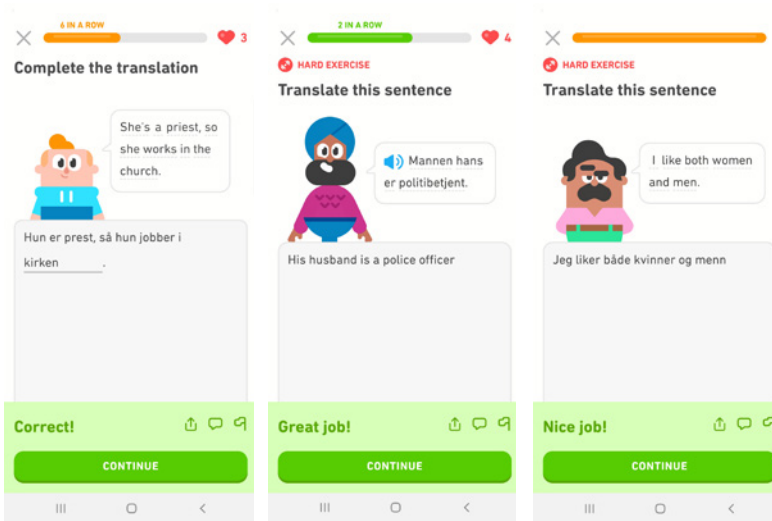 6 IN A ROW
3
Complete the translation
She's a priest, so
she works in the
church.
Hun er prest, så hun jobber i
kirken.
Correct!
CONTINUE
2 IN A ROW
4
HARD EXERCISE
Translate this sentence
Mannen hans
er politibetjent.
His husband is a police officer
Great job!
CONTINUE
HARD EXERCISE
Translate this sentence
I like both women
and men.
Jeg liker både kvinner og menn
Nice job!
CONTINUE